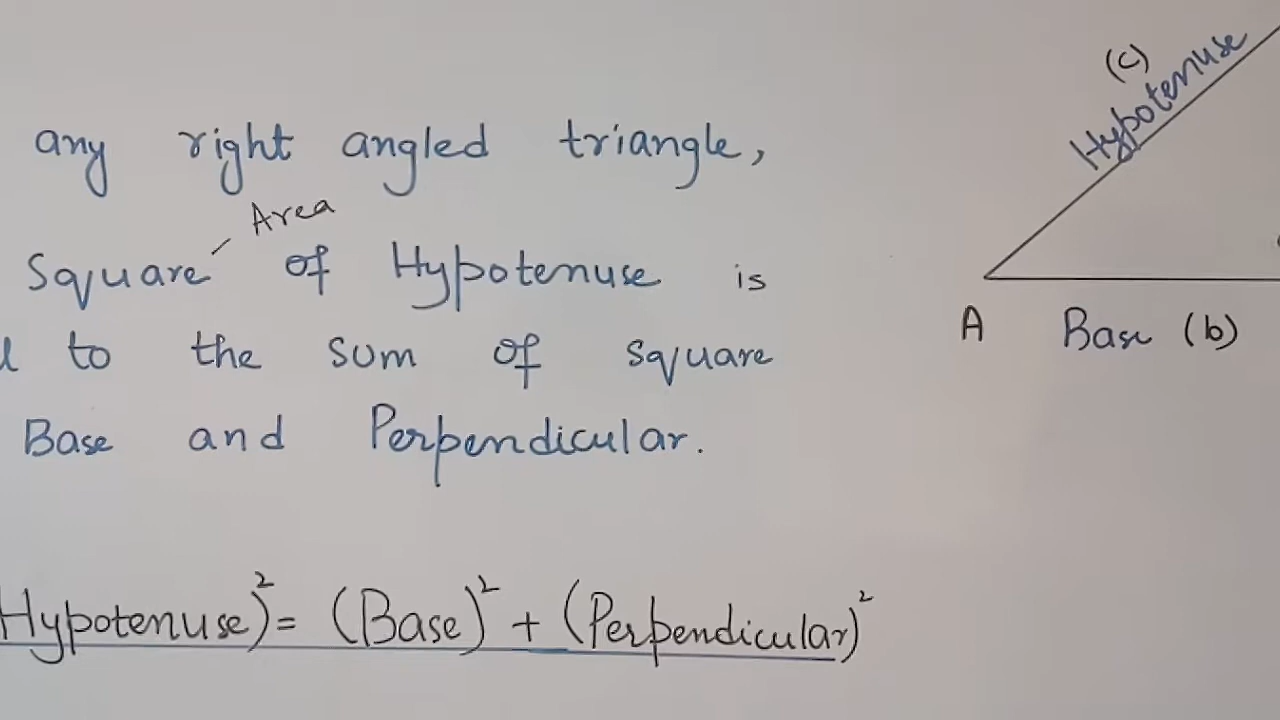 any right angled triangle,
Area
Square of Hypotenuse is
to the sum of square
Base and Perpendicular.
Hypotenuse)² = (Base)² + (Perpendicular)²
(c)
Hypotenuse
A
Base (b)